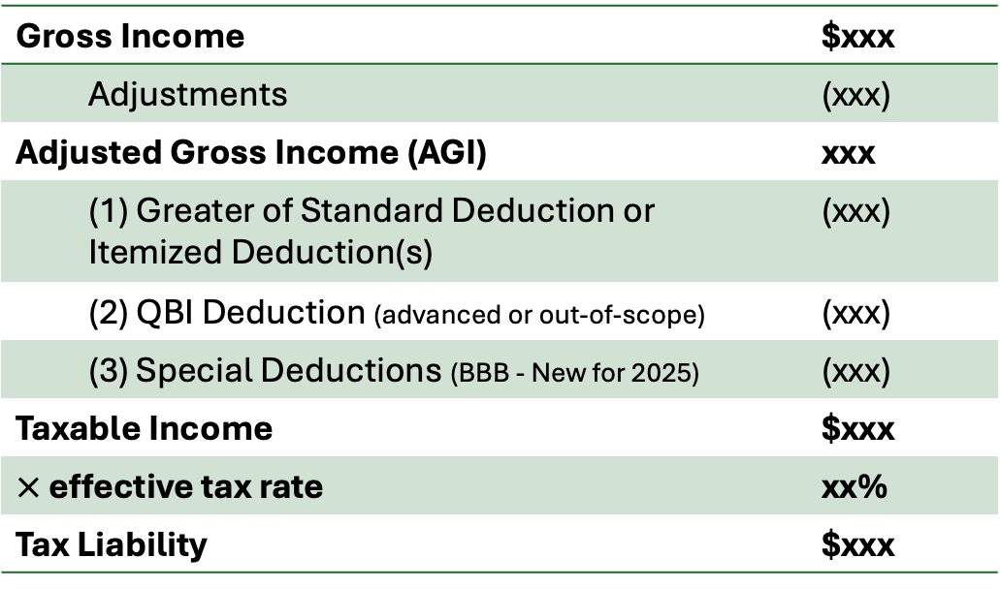 Gross Income $xxx
Adjustments (xxx)
Adjusted Gross Income (AGI) xxx
(1) Greater of Standard Deduction or (xxx)
Itemized Deduction(s)
(2) QBI Deduction (advanced or out-of-scope) (xxx)
(3) Special Deductions (BBB - New for 2025) (xxx)
Taxable Income $xxx
× effective tax rate xx%
Tax Liability $xxx